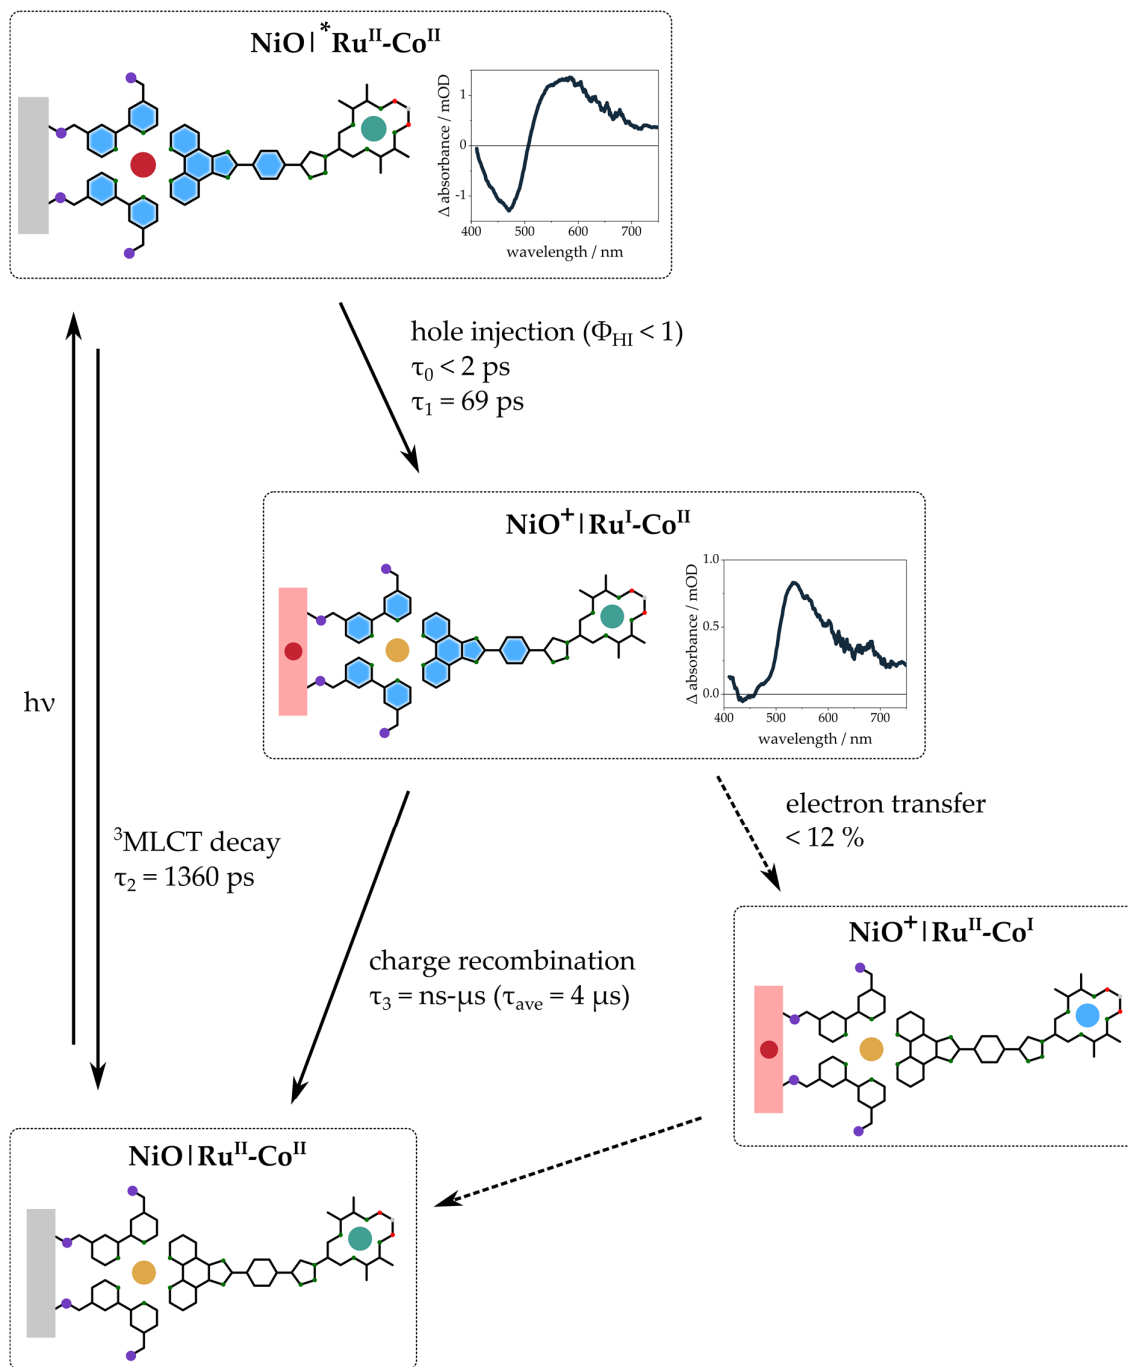 NiO|*Ruᴵᴵ-Coᴵᴵ
Δ absorbance / mOD
1
0
-1
400 500 600 700
wavelength / nm
hole injection (Φ_HI < 1)
τ₀ < 2 ps
τ₁ = 69 ps
NiO⁺|Ruᴵ-Coᴵᴵ
Δ absorbance / mOD
1.0
0.5
0.0
400 500 600 700
wavelength / nm
hν
³MLCT decay
τ₂ = 1360 ps
electron transfer
< 12 %
charge recombination
τ₃ = ns-μs (τ_ave = 4 μs)
NiO⁺|Ruᴵᴵ-Coᴵ
NiO|Ruᴵᴵ-Coᴵᴵ